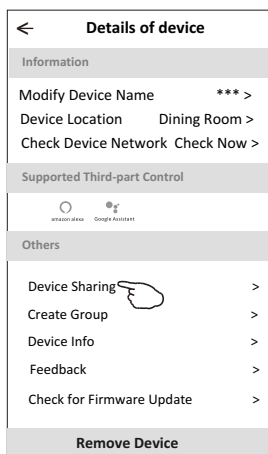 Details of device
Information
Modify Device Name *** >
Device Location Dining Room >
Check Device Network Check Now >
Supported Third-part Control
amazon alexa Google Assistant
Others
Device Sharing >
Create Group >
Device Info >
Feedback >
Check for Firmware Update >
Remove Device